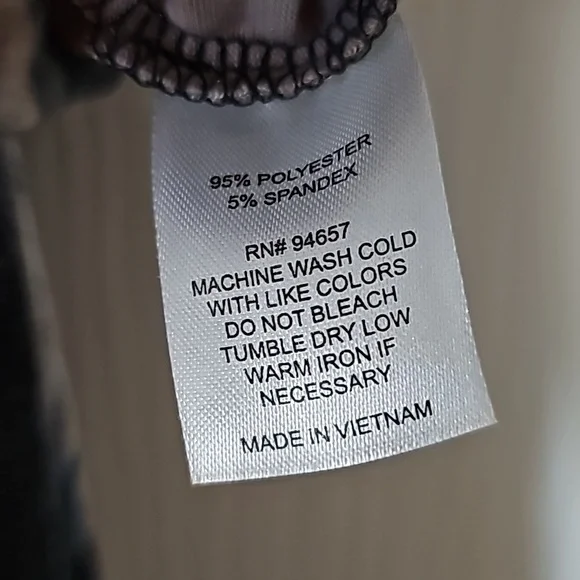 95% POLYESTER
5% SPANDEX
RN# 94657
MACHINE WASH COLD
WITH LIKE COLORS
DO NOT BLEACH
TUMBLE DRY LOW
WARM IRON IF
NECESSARY
MADE IN VIETNAM